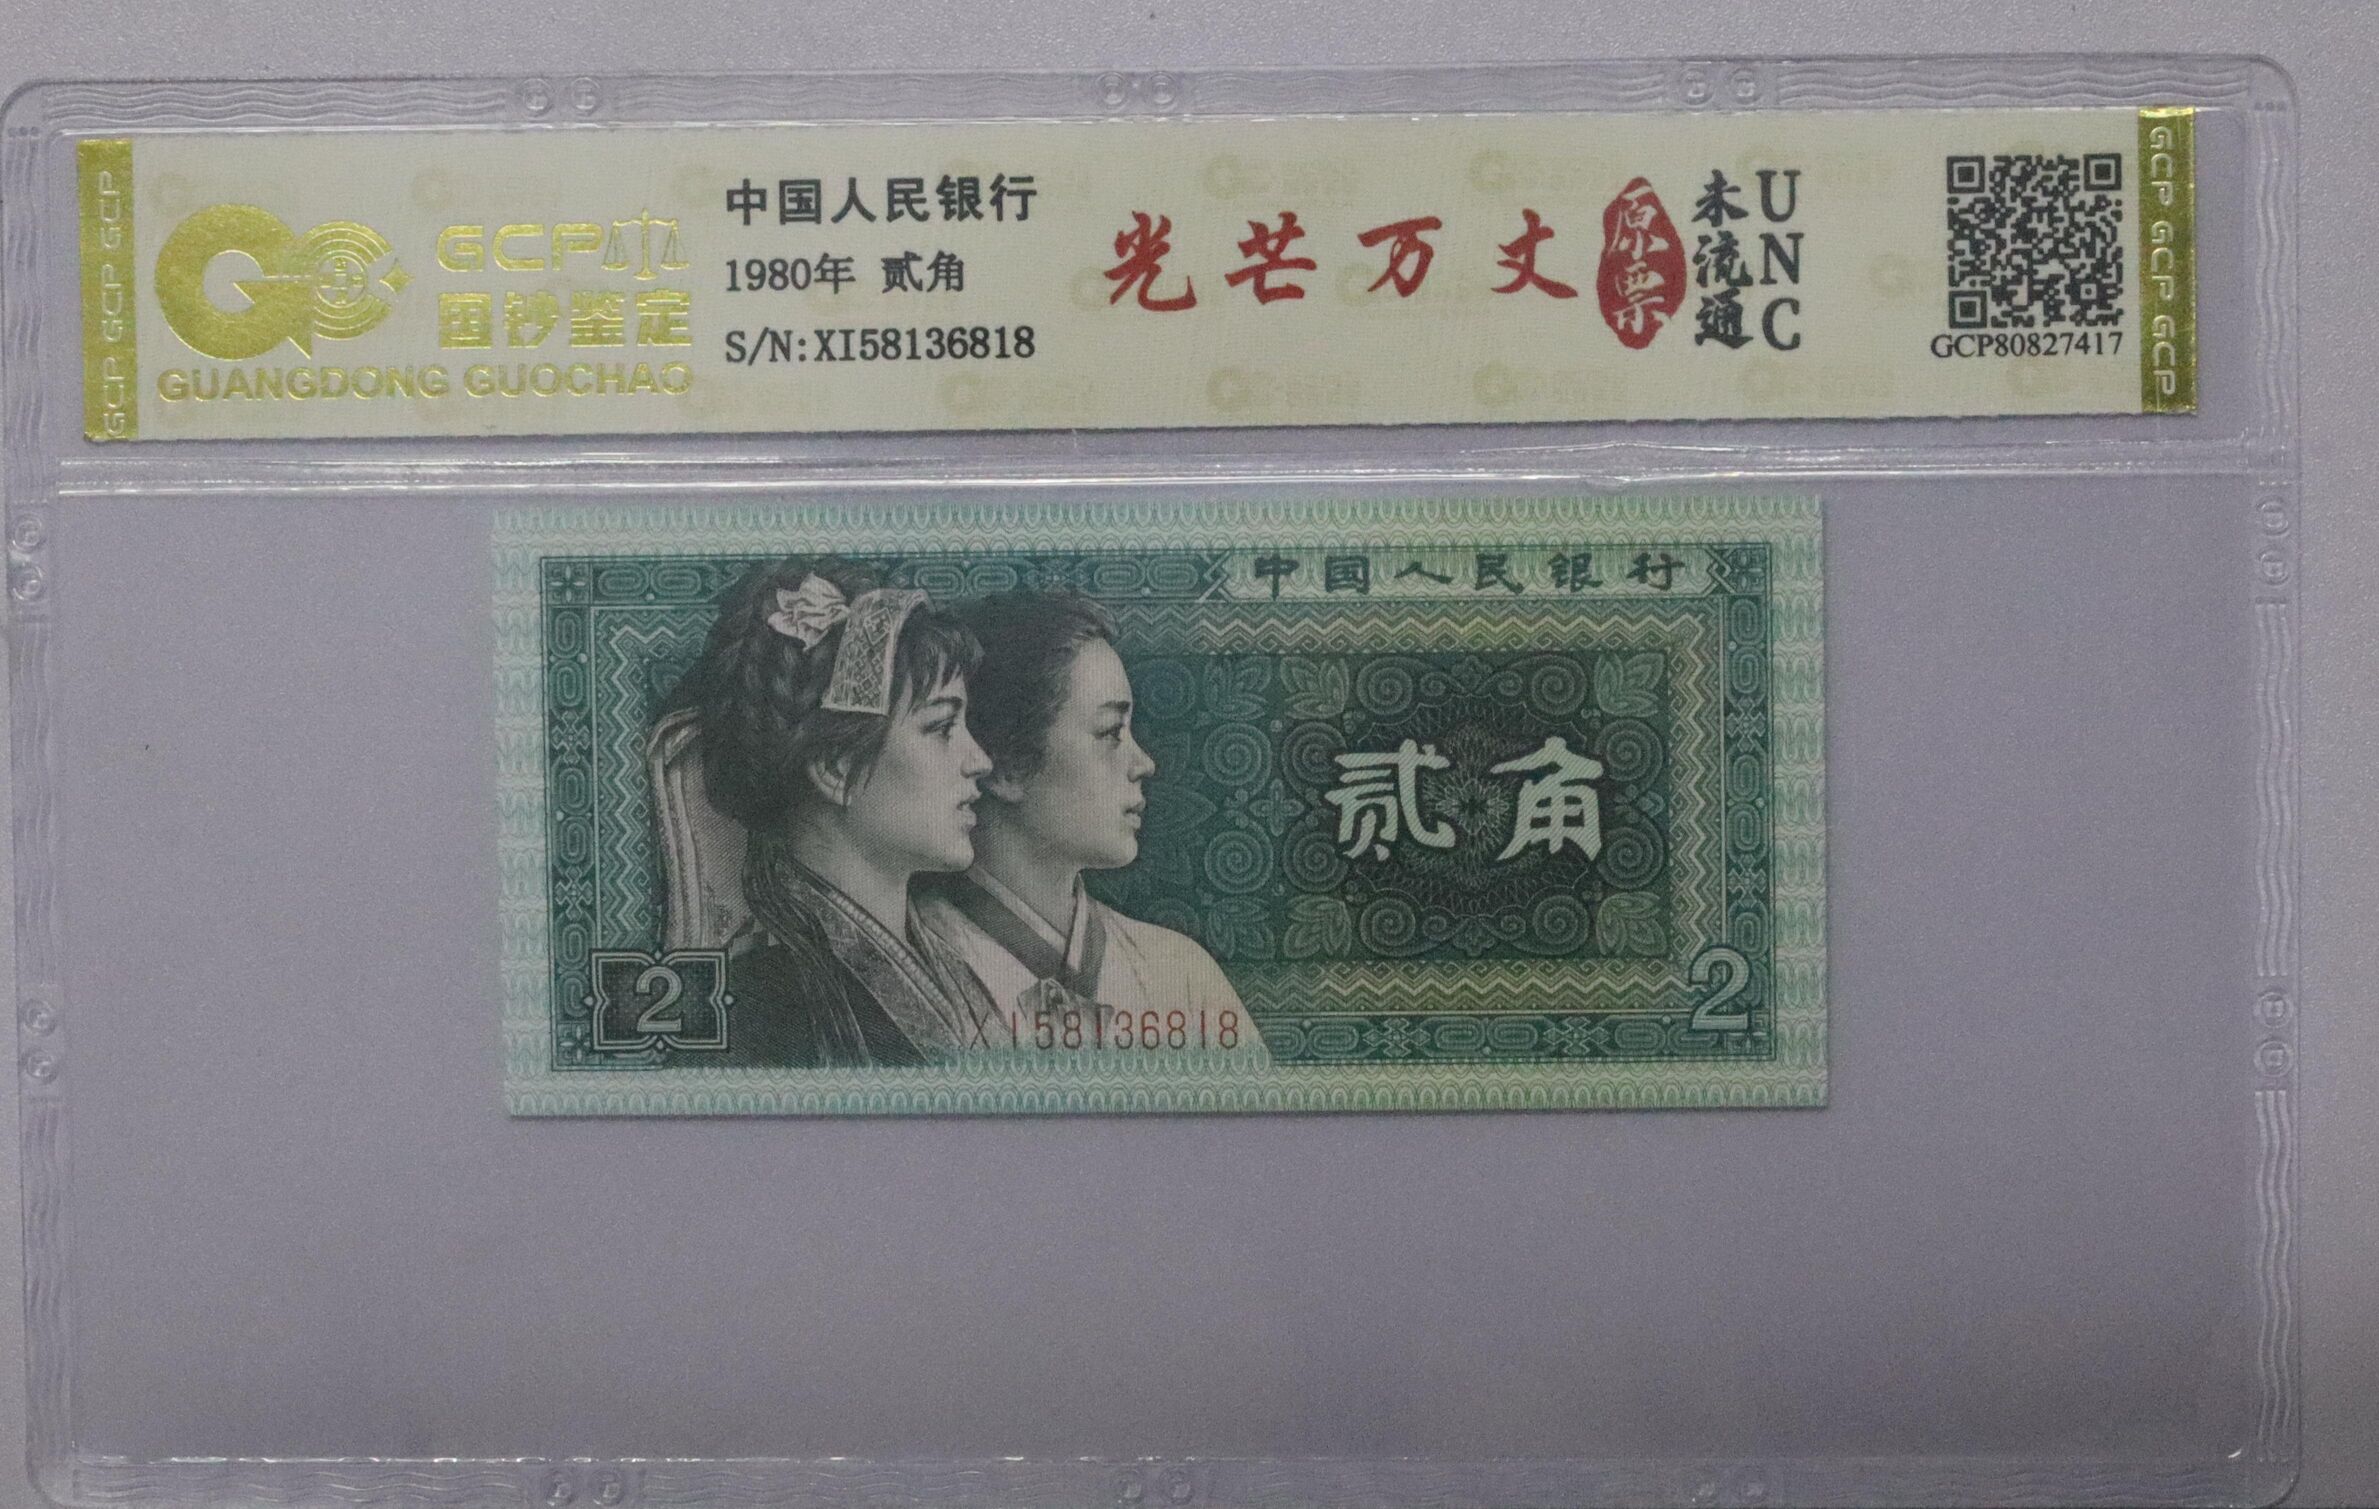 GCP GCP GCP
GCP
国钞鉴定
GUANGDONG GUOCHAO
中国人民银行
1980年 贰角
S/N:XI58136818
光芒万丈
原票
未流通
UNC
GCP80827417
GCP GCP GCP
中国人民银行
贰角
2
XI58136818
2